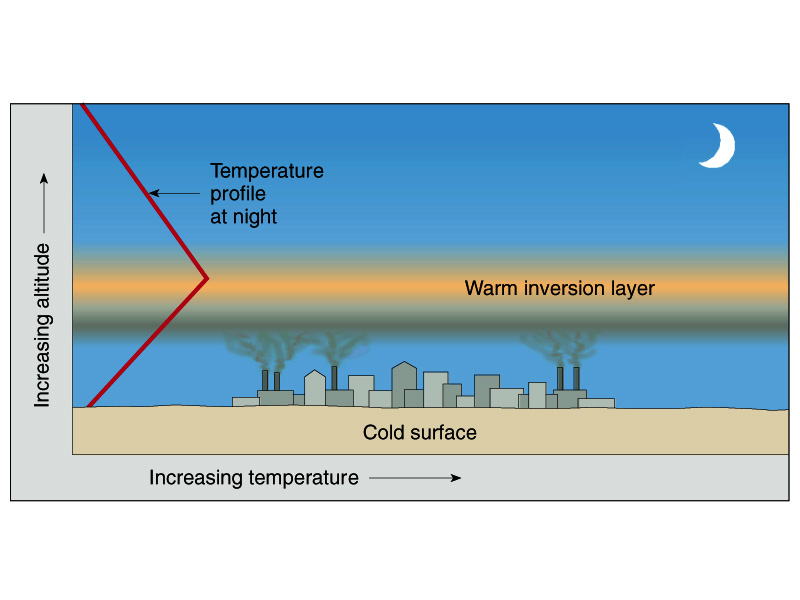 Temperature
profile
at night
Warm inversion layer
Increasing altitude
Cold surface
Increasing temperature